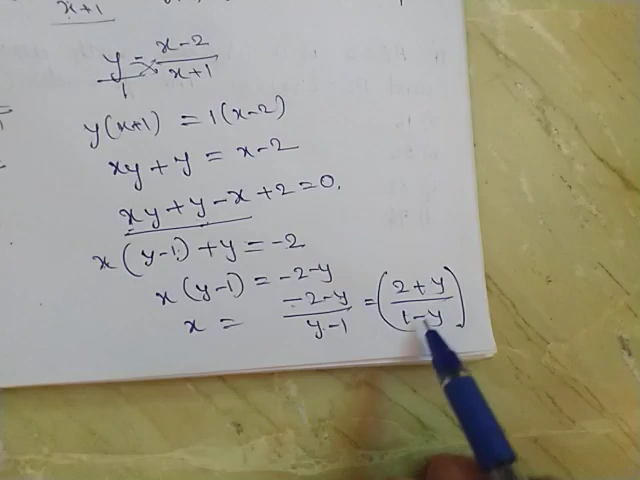 x+1
y/1 = (x-2)/(x+1)
y(x+1) = 1(x-2)
xy+y = x-2
xy+y-x+2=0.
x(y-1)+y=-2
x(y-1) = -2-y
x = (-2-y)/(y-1) = ((2+y)/(1-y))